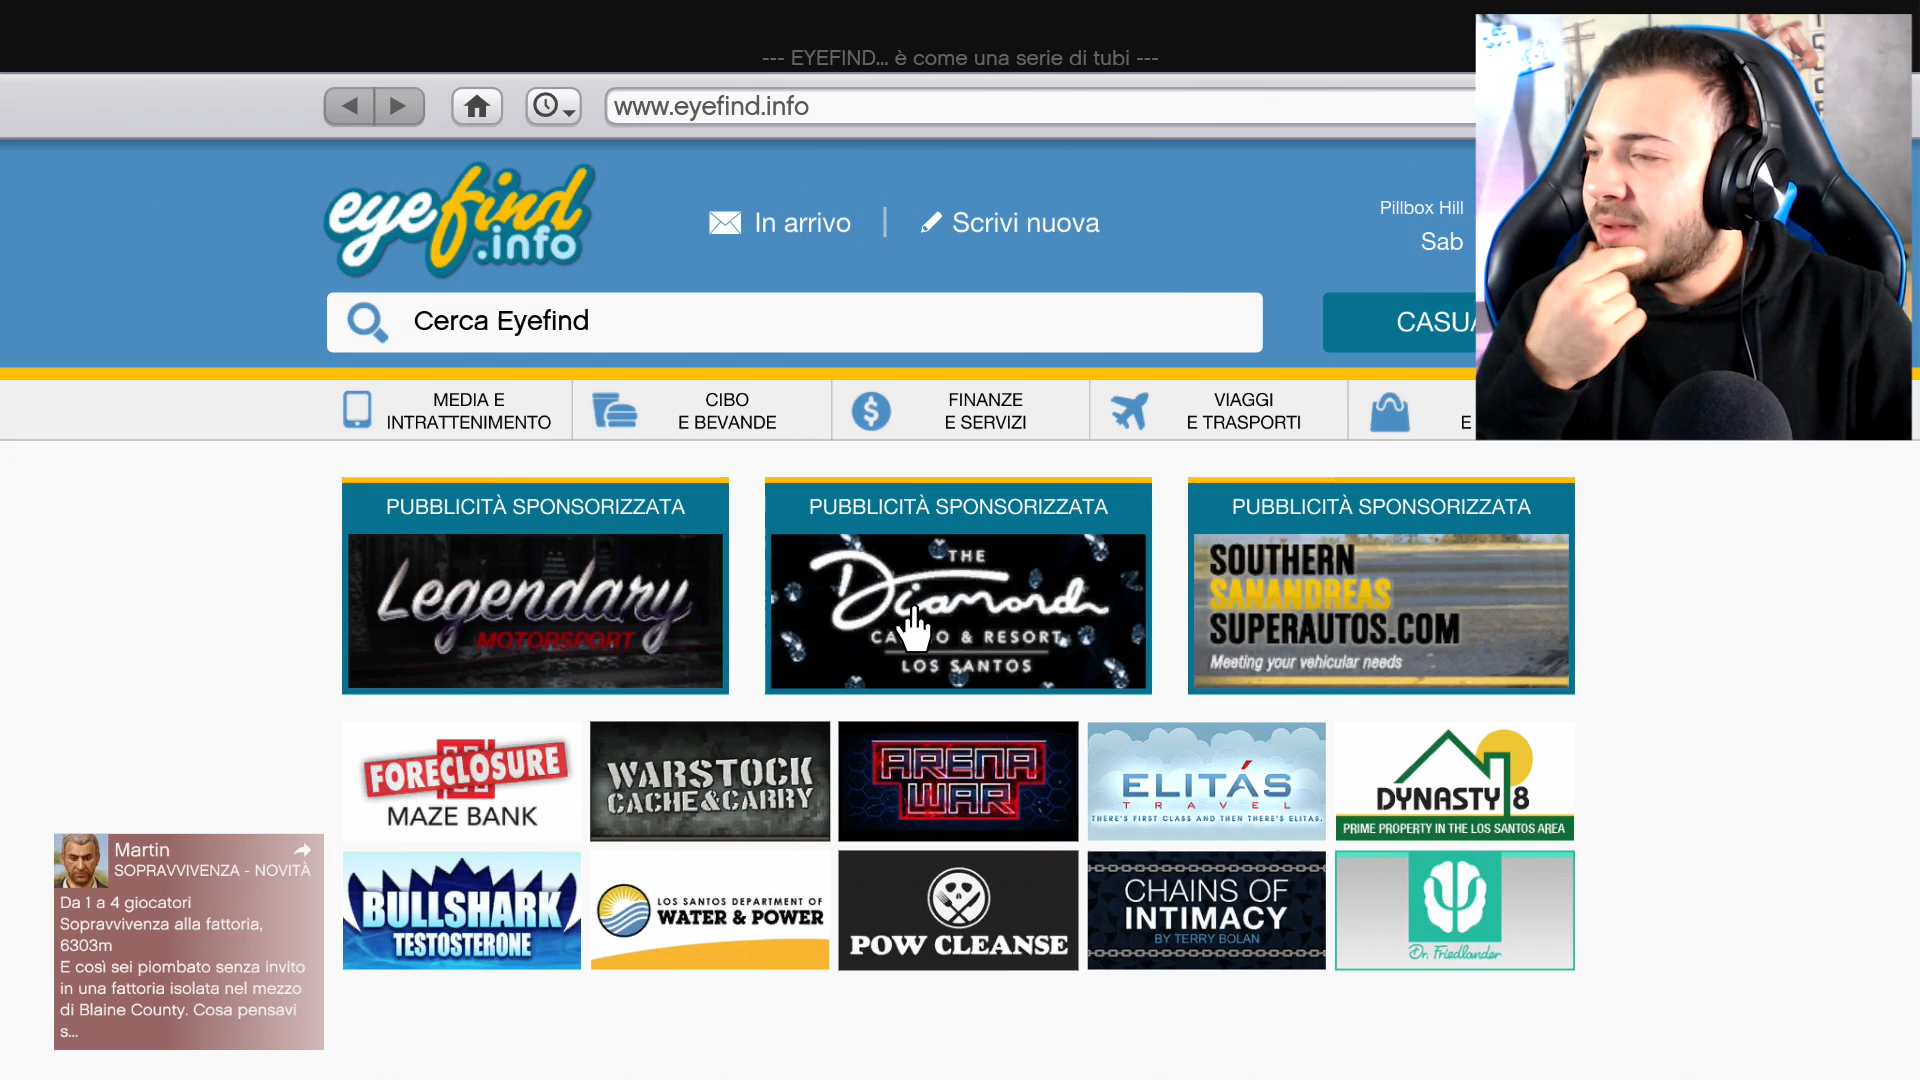 --- EYEFIND... è come una serie di tubi ---
www.eyefind.info
eyefind
.info
In arrivo
Scrivi nuova
Pillbox Hill
Sab
Cerca Eyefind
CASUA
MEDIA E
INTRATTENIMENTO
CIBO
E BEVANDE
FINANZE
E SERVIZI
VIAGGI
E TRASPORTI
E
PUBBLICITÀ SPONSORIZZATA
Legendary
MOTORSPORT
PUBBLICITÀ SPONSORIZZATA
THE
Diamond
CA O & RESORT
LOS SANTOS
PUBBLICITÀ SPONSORIZZATA
SOUTHERN
SANANDREAS
SUPERAUTOS.COM
Meeting your vehicular needs
FORECLOSURE
MAZE BANK
WARSTOCK
CACHE&CARRY
ARENA
WAR
ELITÁS
TRAVEL
THERE'S FIRST CLASS AND THEN THERE'S ELITÁS.
DYNASTY 8
PRIME PROPERTY IN THE LOS SANTOS AREA
BULLSHARK
TESTOSTERONE
LOS SANTOS DEPARTMENT OF
WATER & POWER
POW CLEANSE
CHAINS OF
INTIMACY
BY TERRY BOLAN
Dr. Friedlander
Martin
SOPRAVVIVENZA - NOVITÀ
Da 1 a 4 giocatori
Sopravvivenza alla fattoria,
6303m
E così sei piombato senza invito
in una fattoria isolata nel mezzo
di Blaine County. Cosa pensavi
s...